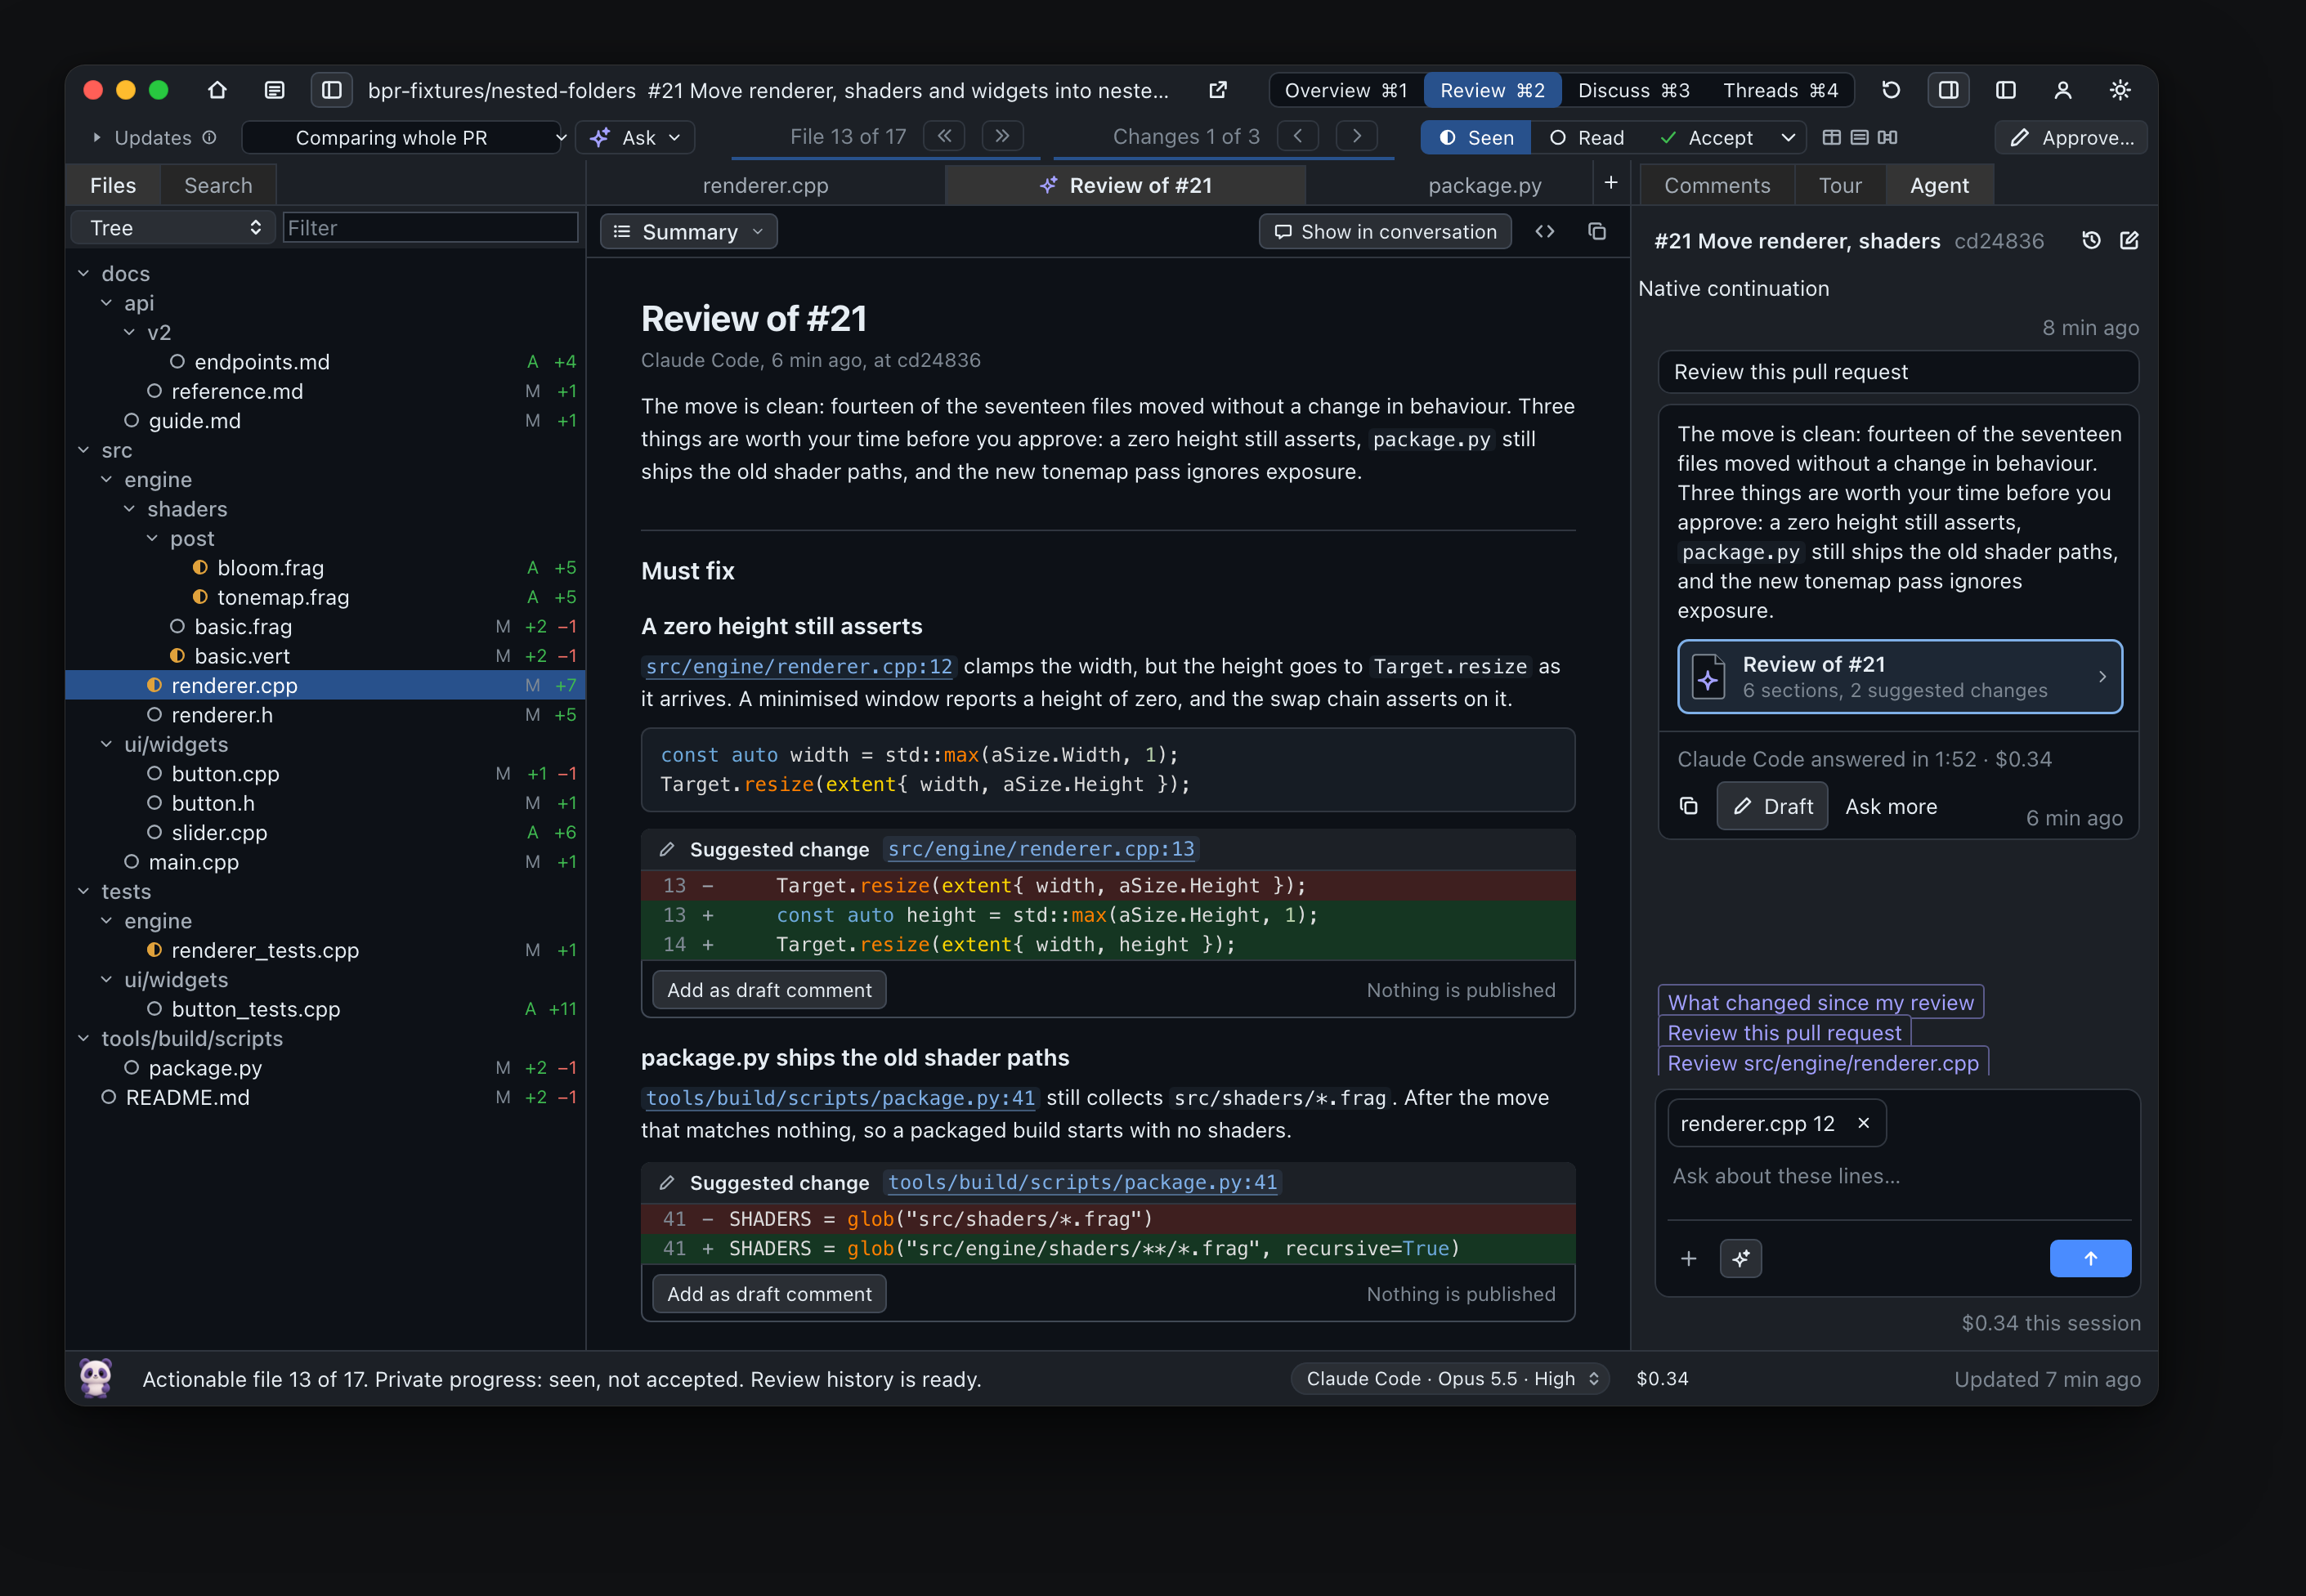 bpr-fixtures/nested-folders #21 Move renderer, shaders and widgets into neste...
Overview ⌘1 Review ⌘2 Discuss ⌘3 Threads ⌘4
Updates Comparing whole PR Ask File 13 of 17 Changes 1 of 3 Seen Read Accept Approve...
Files Search
Tree Filter
docs
api
v2
endpoints.md A +4
reference.md M +1
guide.md M +1
src
engine
shaders
post
bloom.frag A +5
tonemap.frag A +5
basic.frag M +2 −1
basic.vert M +2 −1
renderer.cpp M +7
renderer.h M +5
ui/widgets
button.cpp M +1 −1
button.h M +1
slider.cpp A +6
main.cpp M +1
tests
engine
renderer_tests.cpp M +1
ui/widgets
button_tests.cpp A +11
tools/build/scripts
package.py M +2 −1
README.md M +2 −1
renderer.cpp Review of #21 package.py +
Summary Show in conversation
Review of #21
Claude Code, 6 min ago, at cd24836
The move is clean: fourteen of the seventeen files moved without a change in behaviour. Three
things are worth your time before you approve: a zero height still asserts, package.py still
ships the old shader paths, and the new tonemap pass ignores exposure.
Must fix
A zero height still asserts
src/engine/renderer.cpp:12 clamps the width, but the height goes to Target.resize as
it arrives. A minimised window reports a height of zero, and the swap chain asserts on it.
const auto width = std::max(aSize.Width, 1);
Target.resize(extent{ width, aSize.Height });
Suggested change src/engine/renderer.cpp:13
13 − Target.resize(extent{ width, aSize.Height });
13 + const auto height = std::max(aSize.Height, 1);
14 + Target.resize(extent{ width, height });
Add as draft comment Nothing is published
package.py ships the old shader paths
tools/build/scripts/package.py:41 still collects src/shaders/*.frag. After the move
that matches nothing, so a packaged build starts with no shaders.
Suggested change tools/build/scripts/package.py:41
41 − SHADERS = glob("src/shaders/*.frag")
41 + SHADERS = glob("src/engine/shaders/**/*.frag", recursive=True)
Add as draft comment Nothing is published
Comments Tour Agent
#21 Move renderer, shaders cd24836
Native continuation
8 min ago
Review this pull request
The move is clean: fourteen of the seventeen
files moved without a change in behaviour.
Three things are worth your time before you
approve: a zero height still asserts,
package.py still ships the old shader paths,
and the new tonemap pass ignores
exposure.
Review of #21
6 sections, 2 suggested changes
Claude Code answered in 1:52 · $0.34
Draft Ask more 6 min ago
What changed since my review
Review this pull request
Review src/engine/renderer.cpp
renderer.cpp 12 ×
Ask about these lines...
$0.34 this session
Actionable file 13 of 17. Private progress: seen, not accepted. Review history is ready.
Claude Code · Opus 5.5 · High $0.34 Updated 7 min ago